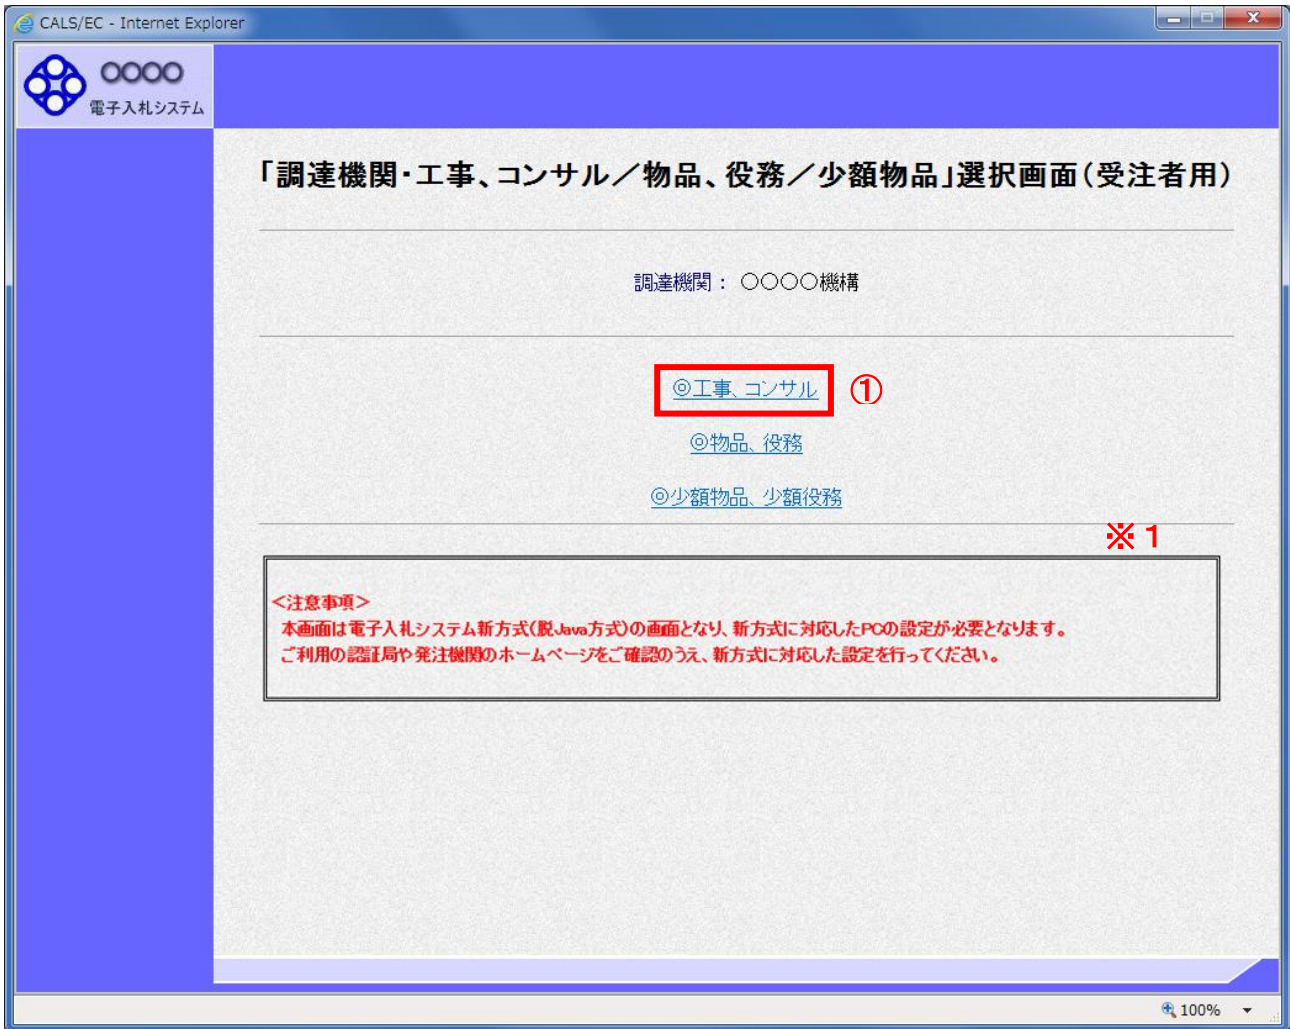 CALS/EC - Internet Explorer
○○○○
電子入札システム
「調達機関・工事、コンサル／物品、役務／少額物品」選択画面(受注者用)
調達機関： ○○○○機構
◎工事、コンサル ①
◎物品、役務
◎少額物品、少額役務
※１
＜注意事項＞
本画面は電子入札システム新方式(脱Java方式)の画面となり、新方式に対応したPCの設定が必要となります。
ご利用の認証局や発注機関のホームページをご確認のうえ、新方式に対応した設定を行ってください。
100%